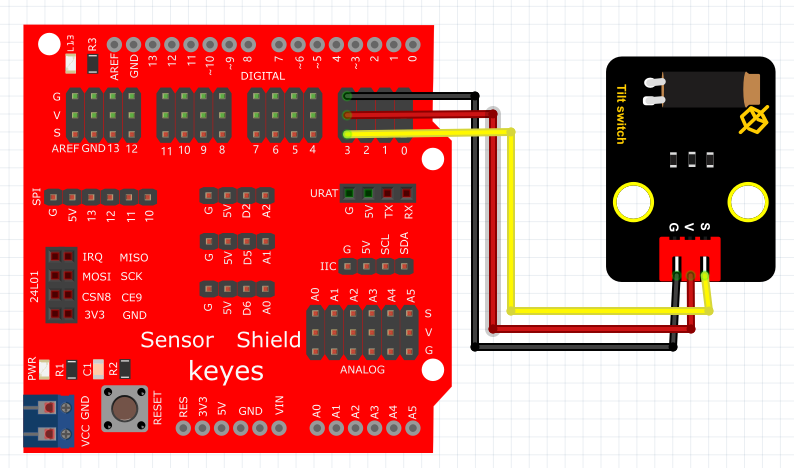 L13
R3
AREF
GND
13
12
11
~10
~9
8
7
~6
~5
4
~3
2
1
0
DIGITAL
G
V
S
AREF GND 13 12
11 10 9 8
7 6 5 4
3 2 1 0
SPI
G
5V
13
12
11
10
G
5V
D2
A2
URAT
G
5V
TX
RX
G
5V
D5
A1
IIC
G
5V
SCL
SDA
24L01
IRQ MISO
MOSI SCK
CSN8 CE9
3V3 GND
G
5V
D6
A0
A0
A1
A2
A3
A4
A5
S
V
G
ANALOG
Sensor Shield
keyes
PWR
R1
C1
R2
VCC GND
RESET
RES
3V3
5V
GND
VIN
A0
A1
A2
A3
A4
A5
Tilt switch
G
V
S